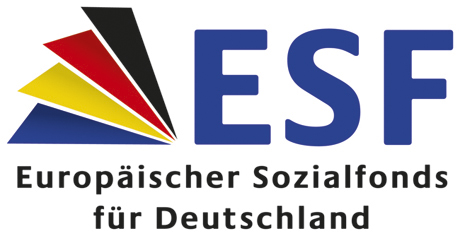 ESF
Europäischer Sozialfonds
für Deutschland